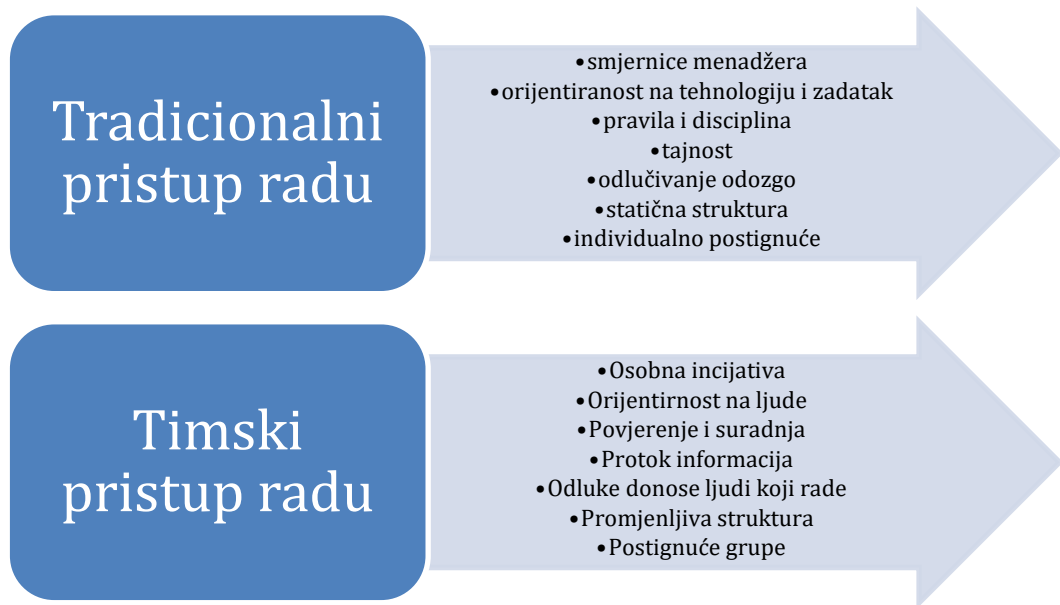 Tradicionalni
pristup radu
•smjernice menadžera
•orijentiranost na tehnologiju i zadatak
•pravila i disciplina
•tajnost
•odlučivanje odozgo
•statična struktura
•individualno postignuće
Timski
pristup radu
•Osobna incijativa
•Orijentirnost na ljude
•Povjerenje i suradnja
•Protok informacija
•Odluke donose ljudi koji rade
•Promjenljiva struktura
•Postignuće grupe